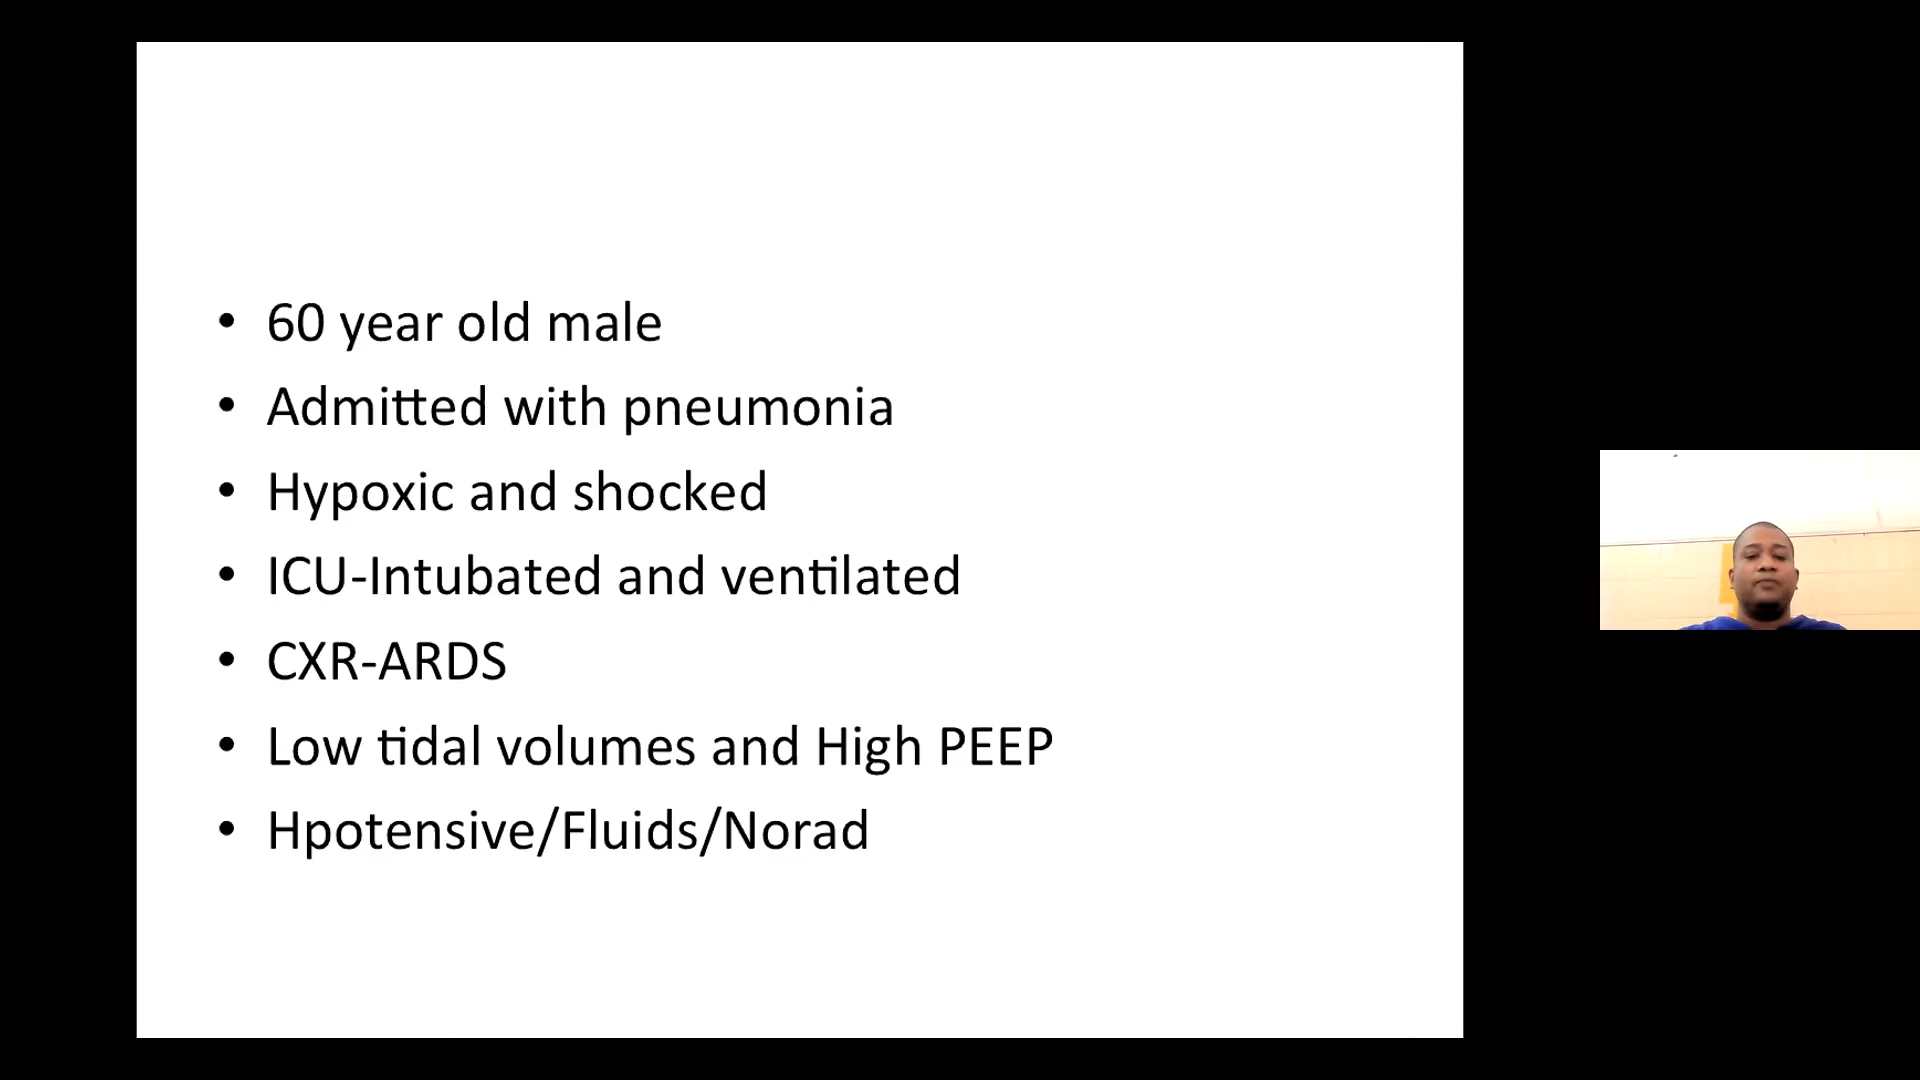 • 60 year old male
• Admitted with pneumonia
• Hypoxic and shocked
• ICU-Intubated and ventilated
• CXR-ARDS
• Low tidal volumes and High PEEP
• Hpotensive/Fluids/Norad